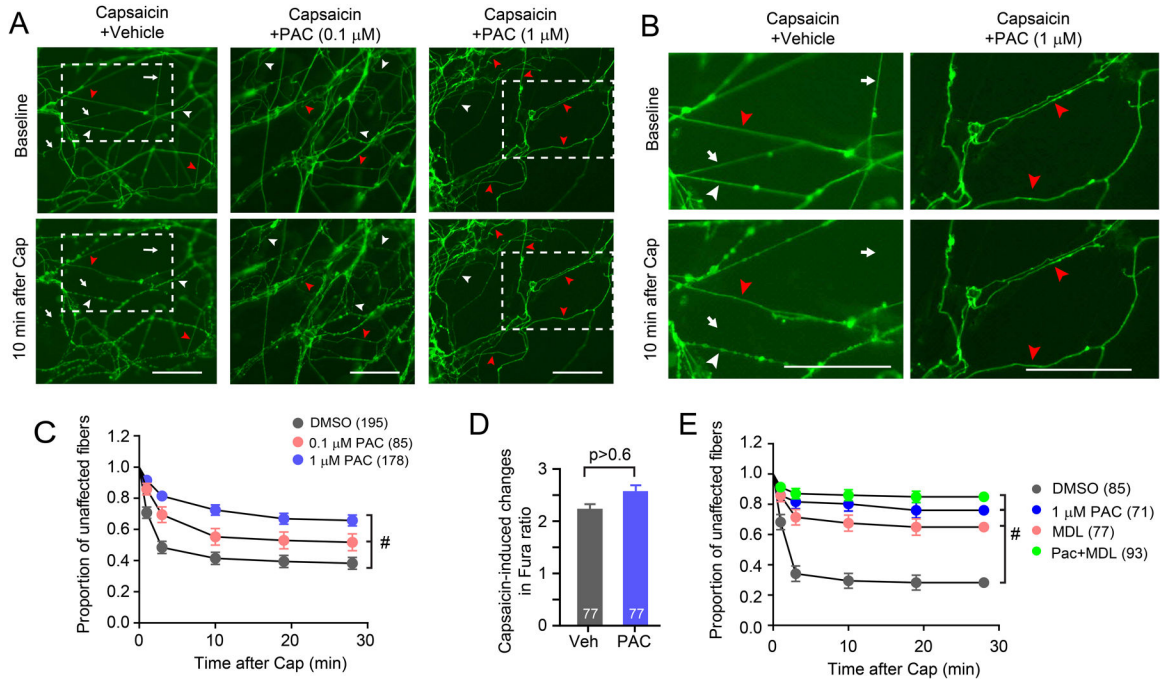 A
Capsaicin
+Vehicle
Capsaicin
+PAC (0.1 μM)
Capsaicin
+PAC (1 μM)
Baseline
10 min after Cap
B
Capsaicin
+Vehicle
Capsaicin
+PAC (1 μM)
Baseline
10 min after Cap
C
DMSO (195)
0.1 μM PAC (85)
1 μM PAC (178)
Proportion of unaffected fibers
1.2
1.0
0.8
0.6
0.4
0.2
0.0
#
0
10
20
30
Time after Cap (min)
D
p>0.6
Capsaicin-induced changes
in Fura ratio
3
2
1
0
77
77
Veh
PAC
E
Proportion of unaffected fibers
1.2
1.0
0.8
0.6
0.4
0.2
0.0
#
DMSO (85)
1 μM PAC (71)
MDL (77)
Pac+MDL (93)
0
10
20
30
Time after Cap (min)